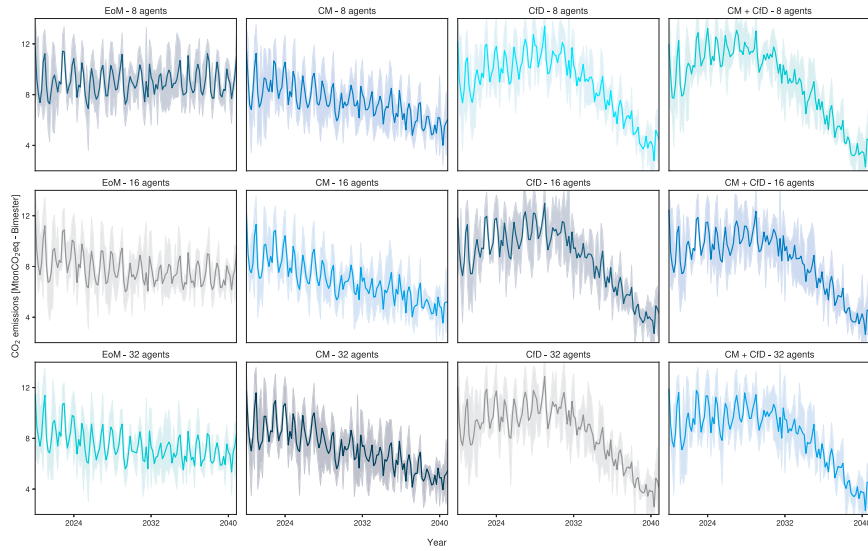 EoM - 8 agents
CM - 8 agents
CfD - 8 agents
CM + CfD - 8 agents
12
8
4
EoM - 16 agents
CM - 16 agents
CfD - 16 agents
CM + CfD - 16 agents
12
8
4
CO₂ emissions [MtonCO₂eq - Bimester]
EoM - 32 agents
CM - 32 agents
CfD - 32 agents
CM + CfD - 32 agents
12
8
4
2024 2032 2040
2024 2032 2040
2024 2032 2040
2024 2032 2040
Year